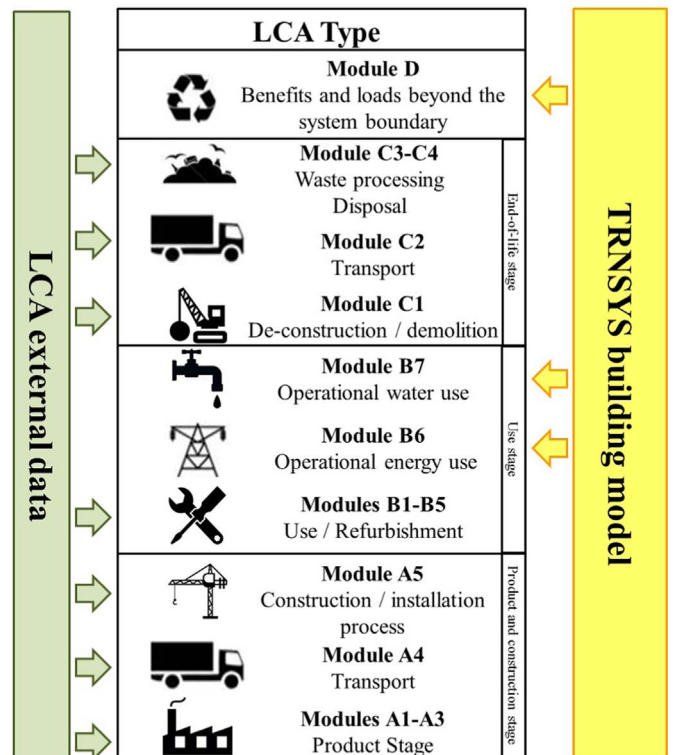 LCA external data
LCA Type
Module D
Benefits and loads beyond the
system boundary
Module C3-C4
Waste processing
Disposal
Module C2
Transport
Module C1
De-construction / demolition
End-of-life stage
Module B7
Operational water use
Module B6
Operational energy use
Modules B1-B5
Use / Refurbishment
Use stage
Module A5
Construction / installation
process
Module A4
Transport
Modules A1-A3
Product Stage
Product and construction stage
TRNSYS building model